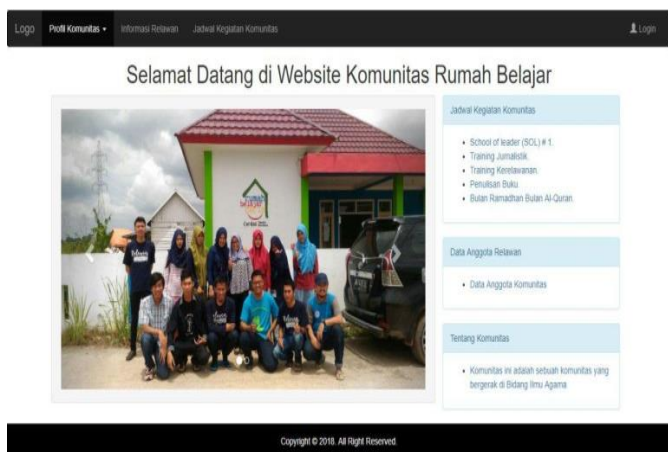 Logo Profil Komunitas Informasi Relawan Jadwal Kegiatan Komunitas Login
Selamat Datang di Website Komunitas Rumah Belajar
rumah
belajar
Jadwal Kegiatan Komunitas
School of leader (SOL) # 1.
Training Jurnalistik.
Training Kerelawanan.
Penulisan Buku.
Bulan Ramadhan Bulan Al-Quran.
Data Anggota Relawan
Data Anggota Komunitas
Tentang Komunitas
Komunitas ini adalah sebuah komunitas yang
bergerak di Bidang Ilmu Agama
Copyright © 2018. All Right Reserved.